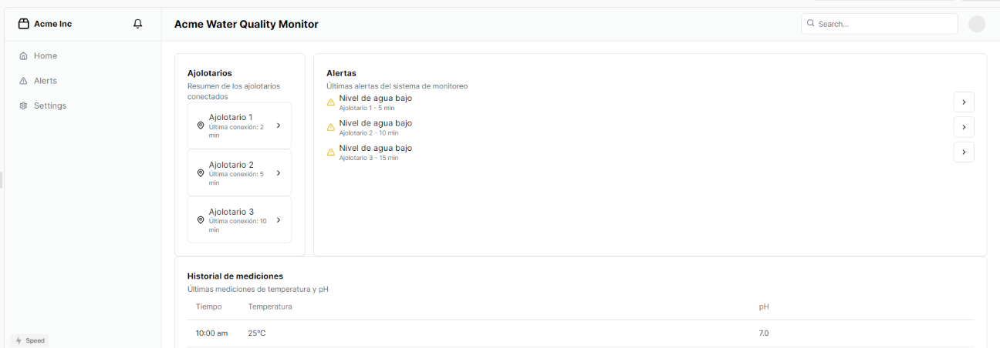 Acme Inc
Acme Water Quality Monitor
Search...
Home
Alerts
Settings
Ajolotarios
Resumen de los ajolotarios
conectados
Ajolotario 1
Última conexión: 2
min
Ajolotario 2
Última conexión: 5
min
Ajolotario 3
Última conexión: 10
min
Alertas
Últimas alertas del sistema de monitoreo
Nivel de agua bajo
Ajolotario 1 - 5 min
Nivel de agua bajo
Ajolotario 2 - 10 min
Nivel de agua bajo
Ajolotario 3 - 15 min
Historial de mediciones
Últimas mediciones de temperatura y pH
Tiempo Temperatura pH
10:00 am 25°C 7.0
Speed